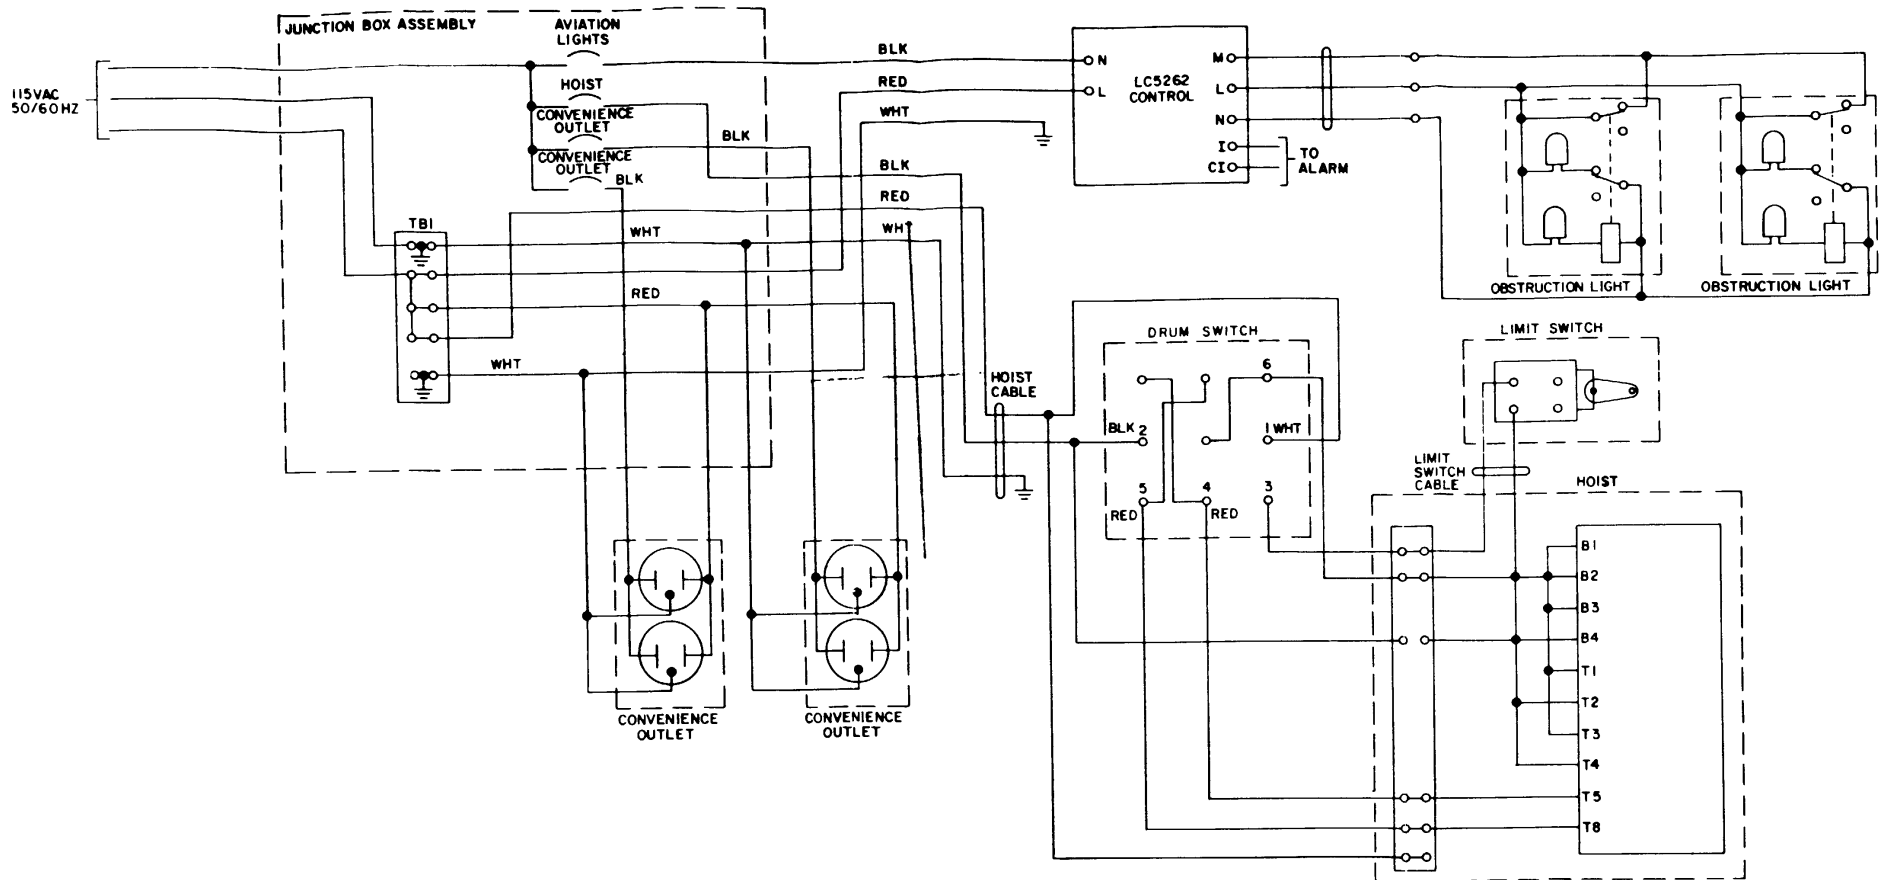 JUNCTION BOX ASSEMBLY
AVIATION
LIGHTS
115VAC
50/60HZ
HOIST
CONVENIENCE
OUTLET
CONVENIENCE
OUTLET
BLK
BLK
RED
WHT
BLK
BLK
RED
WHT
WHT
RED
WHT
TB1
N
L
LC5262
CONTROL
M
L
N
I
CI
TO
ALARM
OBSTRUCTION LIGHT
OBSTRUCTION LIGHT
HOIST
CABLE
DRUM SWITCH
6
BLK 2
1 WHT
5
4
3
RED
RED
LIMIT SWITCH
LIMIT
SWITCH
CABLE
HOIST
B1
B2
B3
B4
T1
T2
T3
T4
T5
T8
CONVENIENCE
OUTLET
CONVENIENCE
OUTLET